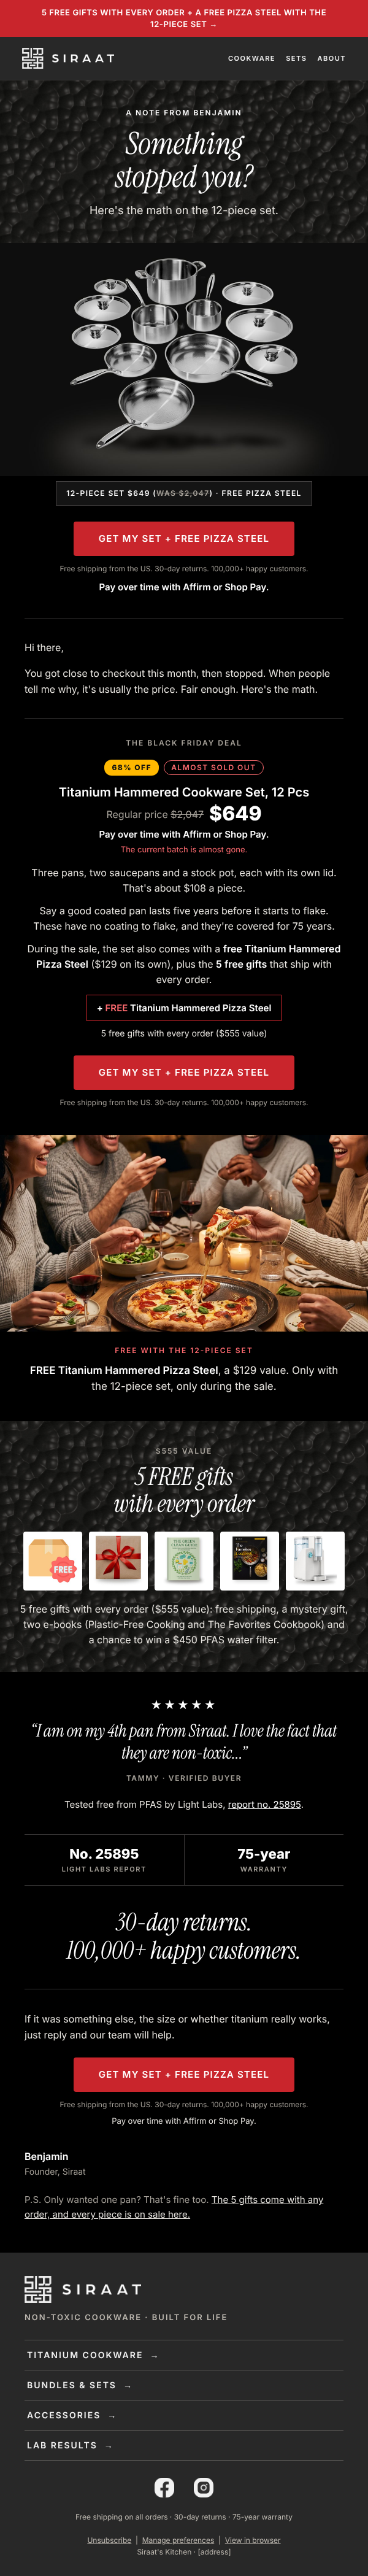 5 FREE GIFTS WITH EVERY ORDER + A FREE PIZZA STEEL WITH THE
12-PIECE SET →
SIRAAT
COOKWARE SETS ABOUT
A NOTE FROM BENJAMIN
Something
stopped you?
Here's the math on the 12-piece set.
12-PIECE SET $649 (WAS $2,047) · FREE PIZZA STEEL
GET MY SET + FREE PIZZA STEEL
Free shipping from the US. 30-day returns. 100,000+ happy customers.
Pay over time with Affirm or Shop Pay.
Hi there,
You got close to checkout this month, then stopped. When people
tell me why, it's usually the price. Fair enough. Here's the math.
THE BLACK FRIDAY DEAL
68% OFF ALMOST SOLD OUT
Titanium Hammered Cookware Set, 12 Pcs
Regular price $2,047 $649
Pay over time with Affirm or Shop Pay.
The current batch is almost gone.
Three pans, two saucepans and a stock pot, each with its own lid.
That's about $108 a piece.
Say a good coated pan lasts five years before it starts to flake.
These have no coating to flake, and they're covered for 75 years.
During the sale, the set also comes with a free Titanium Hammered
Pizza Steel ($129 on its own), plus the 5 free gifts that ship with
every order.
+ FREE Titanium Hammered Pizza Steel
5 free gifts with every order ($555 value)
GET MY SET + FREE PIZZA STEEL
Free shipping from the US. 30-day returns. 100,000+ happy customers.
FREE WITH THE 12-PIECE SET
FREE Titanium Hammered Pizza Steel, a $129 value. Only with
the 12-piece set, only during the sale.
$555 VALUE
5 FREE gifts
with every order
FREE
5 free gifts with every order ($555 value): free shipping, a mystery gift,
two e-books (Plastic-Free Cooking and The Favorites Cookbook) and
a chance to win a $450 PFAS water filter.
★★★★★
“I am on my 4th pan from Siraat. I love the fact that
they are non-toxic...”
TAMMY · VERIFIED BUYER
Tested free from PFAS by Light Labs, report no. 25895.
No. 25895
LIGHT LABS REPORT
75-year
WARRANTY
30-day returns.
100,000+ happy customers.
If it was something else, the size or whether titanium really works,
just reply and our team will help.
GET MY SET + FREE PIZZA STEEL
Free shipping from the US. 30-day returns. 100,000+ happy customers.
Pay over time with Affirm or Shop Pay.
Benjamin
Founder, Siraat
P.S. Only wanted one pan? That's fine too. The 5 gifts come with any
order, and every piece is on sale here.
SIRAAT
NON-TOXIC COOKWARE · BUILT FOR LIFE
TITANIUM COOKWARE →
BUNDLES & SETS →
ACCESSORIES →
LAB RESULTS →
Free shipping on all orders · 30-day returns · 75-year warranty
Unsubscribe | Manage preferences | View in browser
Siraat's Kitchen · [address]